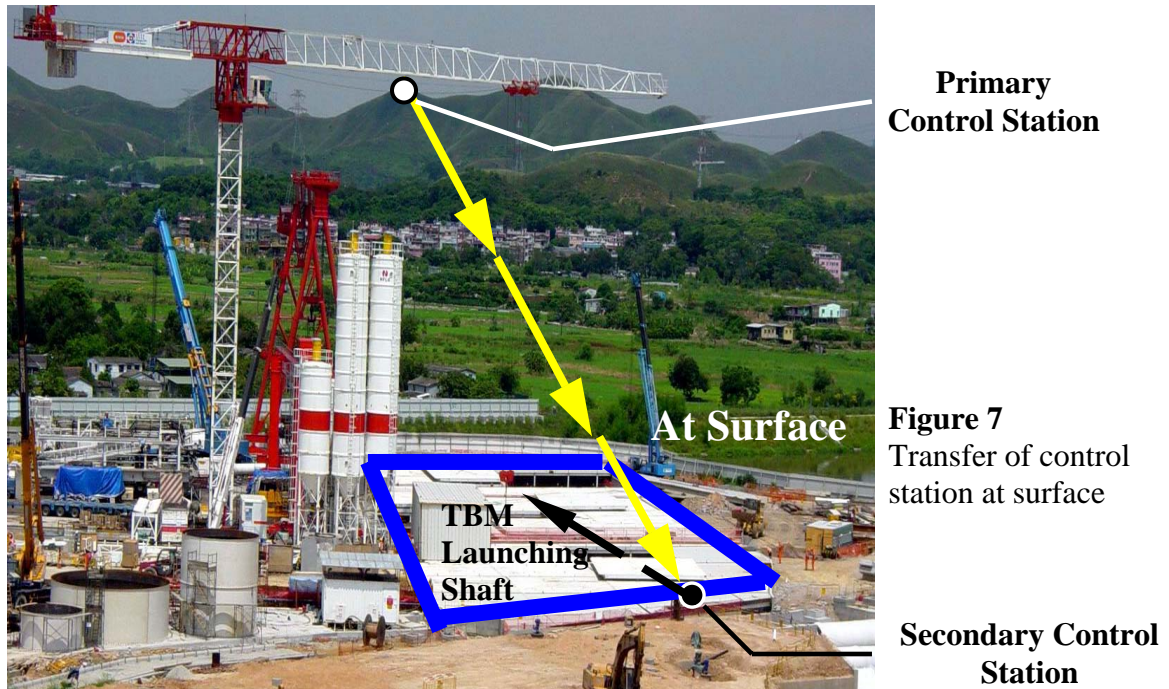 Primary
Control Station
At Surface
Figure 7
Transfer of control
station at surface
TBM
Launching
Shaft
Secondary Control
Station